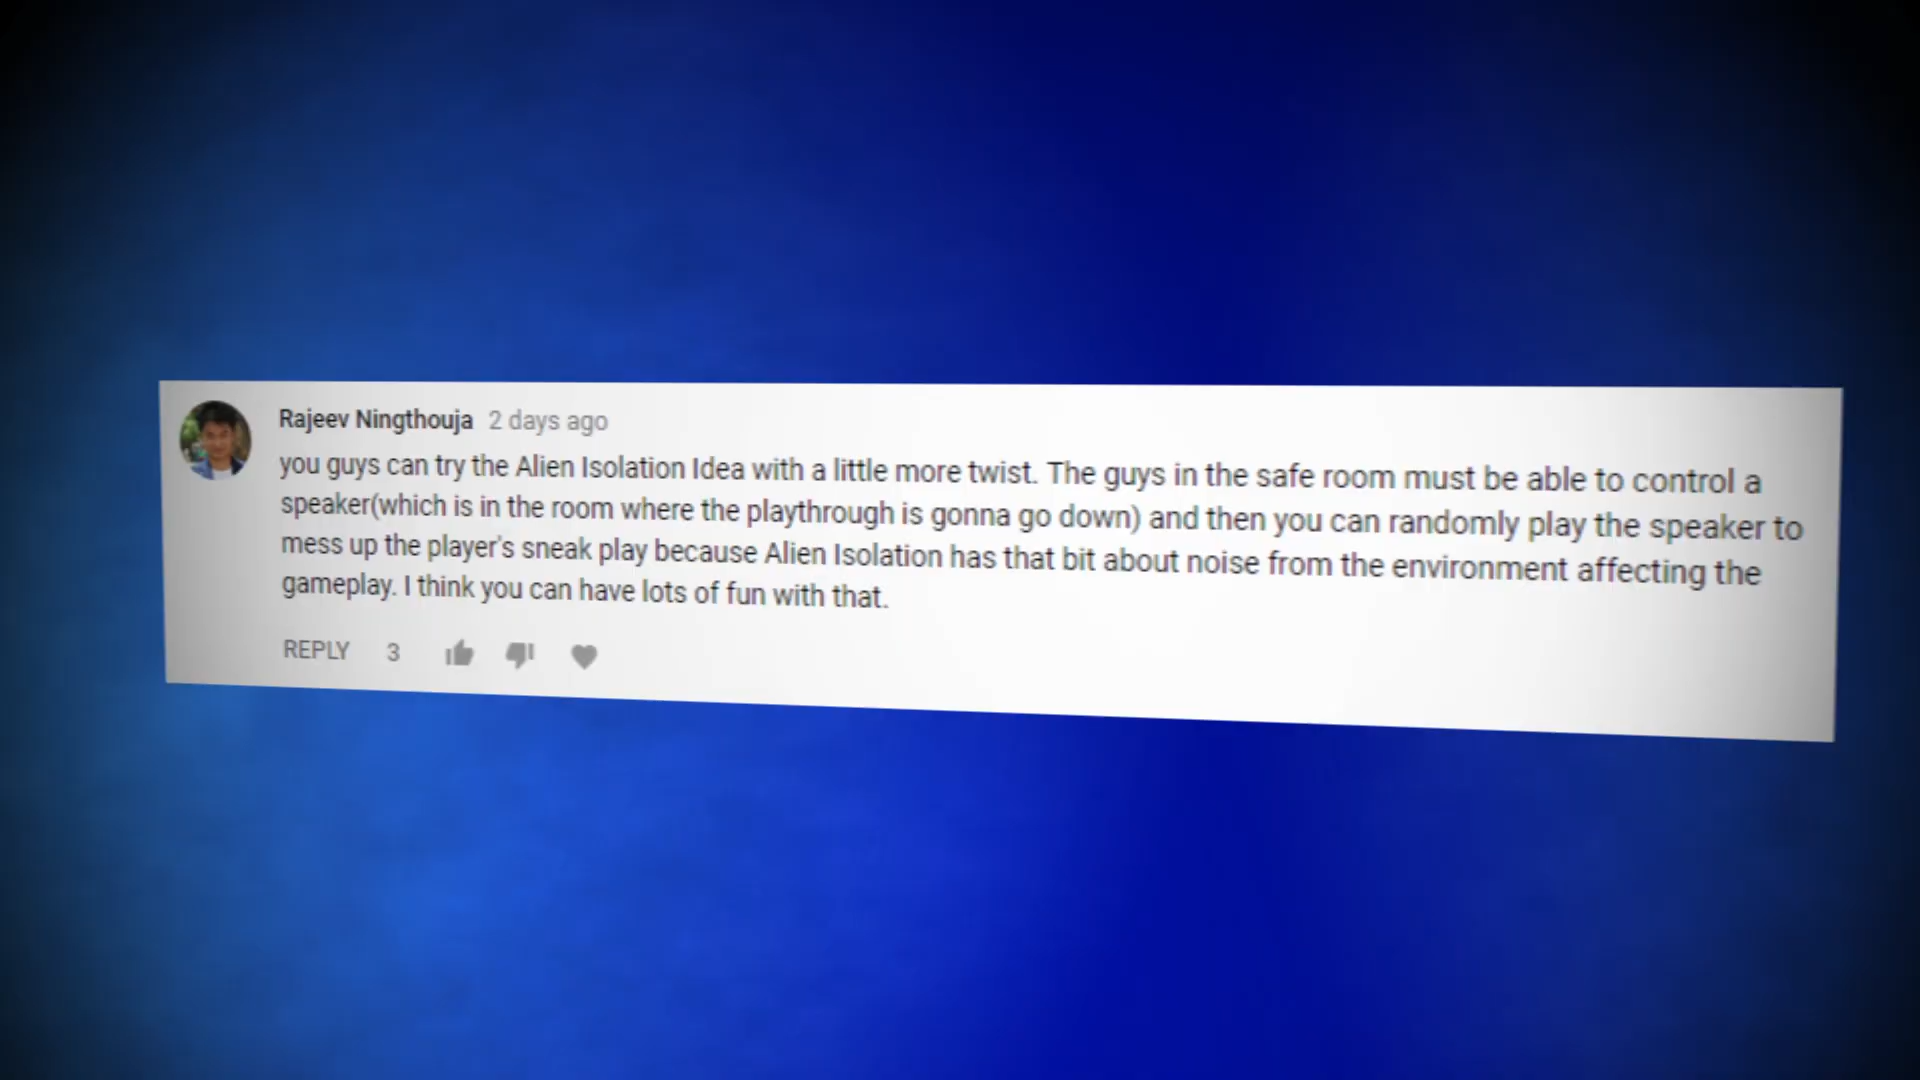 Rajeev Ningthouja 2 days ago
you guys can try the Alien Isolation Idea with a little more twist. The guys in the safe room must be able to control a
speaker(which is in the room where the playthrough is gonna go down) and then you can randomly play the speaker to
mess up the player's sneak play because Alien Isolation has that bit about noise from the environment affecting the
gameplay. I think you can have lots of fun with that.
REPLY 3